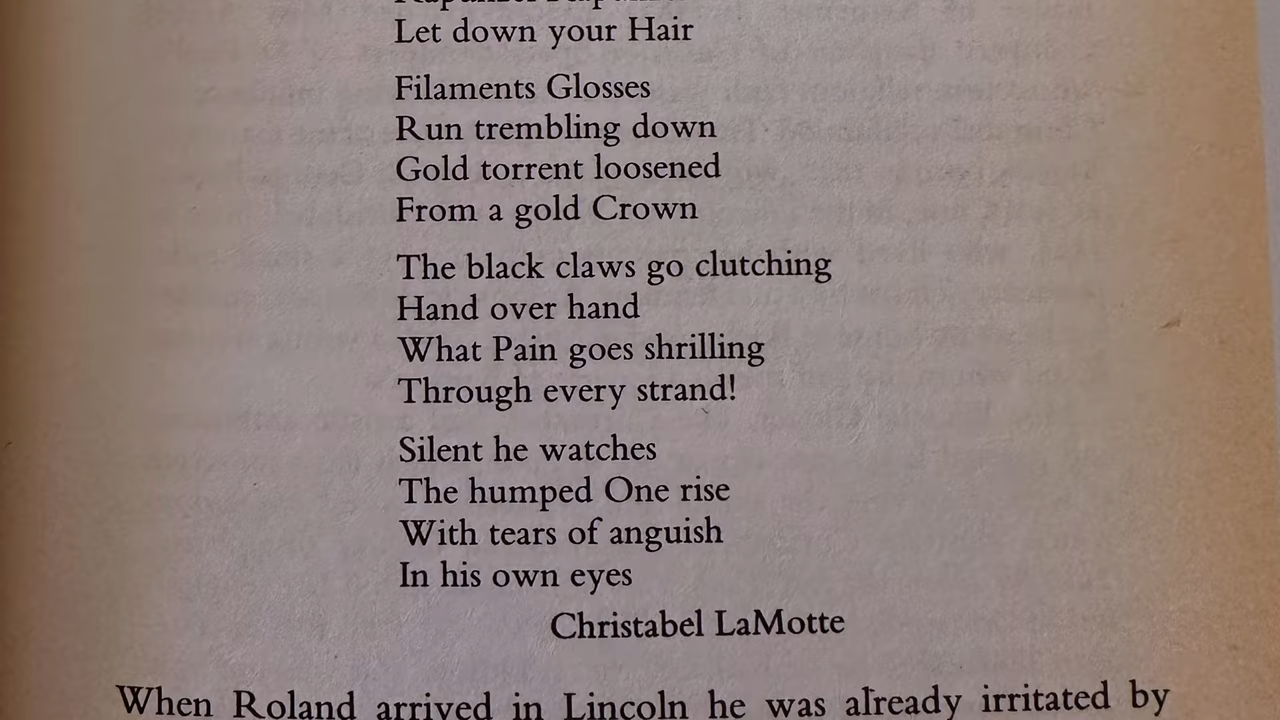 Let down your Hair
Filaments Glosses
Run trembling down
Gold torrent loosened
From a gold Crown
The black claws go clutching
Hand over hand
What Pain goes shrilling
Through every strand!
Silent he watches
The humped One rise
With tears of anguish
In his own eyes
Christabel LaMotte
When Roland arrived in Lincoln he was already irritated by